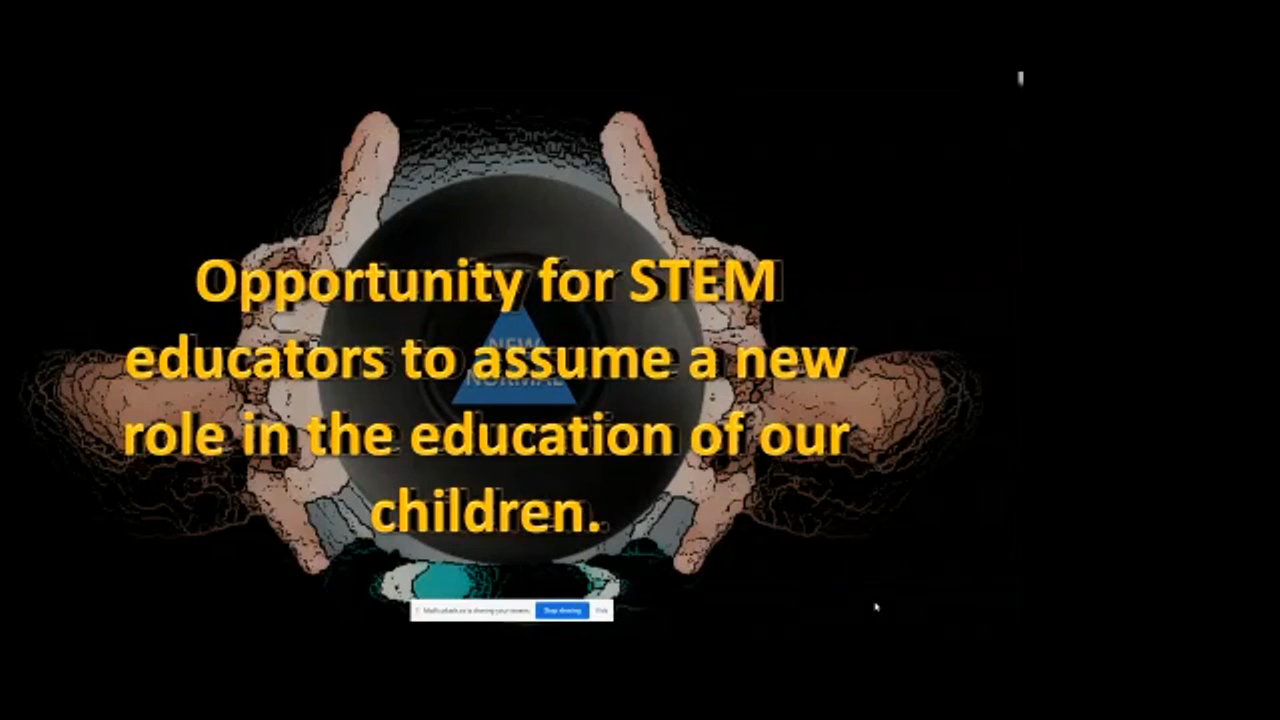 Opportunity for STEM
educators to assume a new
role in the education of our
children.
NEW
NORMAL
Stop sharing
Hide